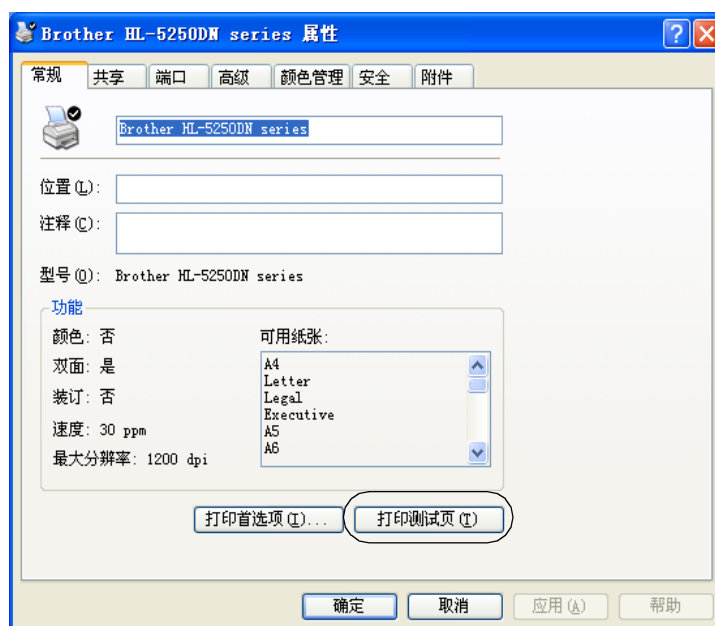 Brother HL-5250DN series 属性
常规 共享 端口 高级 颜色管理 安全 附件
Brother HL-5250DN series
位置(L):
注释(C):
型号(O): Brother HL-5250DN series
功能
颜色: 否
双面: 是
装订: 否
速度: 30 ppm
最大分辨率: 1200 dpi
可用纸张:
A4
Letter
Legal
Executive
A5
A6
打印首选项(I)... 打印测试页(T)
确定 取消 应用(A) 帮助